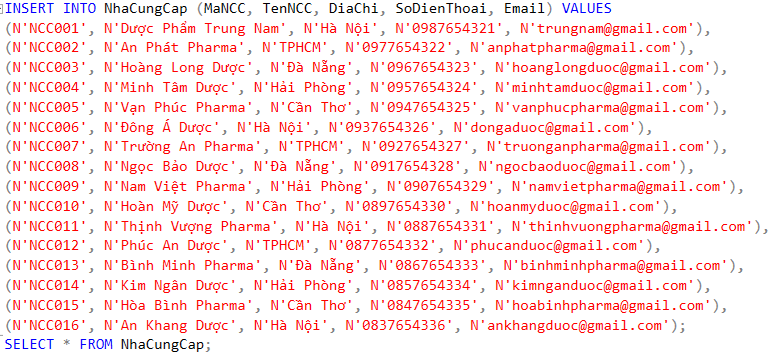 INSERT INTO NhaCungCap (MaNCC, TenNCC, DiaChi, SoDienThoai, Email) VALUES
(N'NCC001', N'Dược Phẩm Trung Nam', N'Hà Nội', N'0987654321', N'trungnam@gmail.com'),
(N'NCC002', N'An Phát Pharma', N'TPHCM', N'0977654322', N'anphatpharma@gmail.com'),
(N'NCC003', N'Hoàng Long Dược', N'Đà Nẵng', N'0967654323', N'hoanglongduoc@gmail.com'),
(N'NCC004', N'Minh Tâm Dược', N'Hải Phòng', N'0957654324', N'minhtamduoc@gmail.com'),
(N'NCC005', N'Vạn Phúc Pharma', N'Cần Thơ', N'0947654325', N'vanphucpharma@gmail.com'),
(N'NCC006', N'Đông Á Dược', N'Hà Nội', N'0937654326', N'dongaduoc@gmail.com'),
(N'NCC007', N'Trường An Pharma', N'TPHCM', N'0927654327', N'truonganpharma@gmail.com'),
(N'NCC008', N'Ngọc Bảo Dược', N'Đà Nẵng', N'0917654328', N'ngocbaoduoc@gmail.com'),
(N'NCC009', N'Nam Việt Pharma', N'Hải Phòng', N'0907654329', N'namvietpharma@gmail.com'),
(N'NCC010', N'Hoàn Mỹ Dược', N'Cần Thơ', N'0897654330', N'hoanmyduoc@gmail.com'),
(N'NCC011', N'Thịnh Vượng Pharma', N'Hà Nội', N'0887654331', N'thinhvuongpharma@gmail.com'),
(N'NCC012', N'Phúc An Dược', N'TPHCM', N'0877654332', N'phucanduoc@gmail.com'),
(N'NCC013', N'Bình Minh Pharma', N'Đà Nẵng', N'0867654333', N'binhminhpharma@gmail.com'),
(N'NCC014', N'Kim Ngân Dược', N'Hải Phòng', N'0857654334', N'kimnganduoc@gmail.com'),
(N'NCC015', N'Hòa Bình Pharma', N'Cần Thơ', N'0847654335', N'hoabinhpharma@gmail.com'),
(N'NCC016', N'An Khang Dược', N'Hà Nội', N'0837654336', N'ankhangduoc@gmail.com');
SELECT * FROM NhaCungCap;